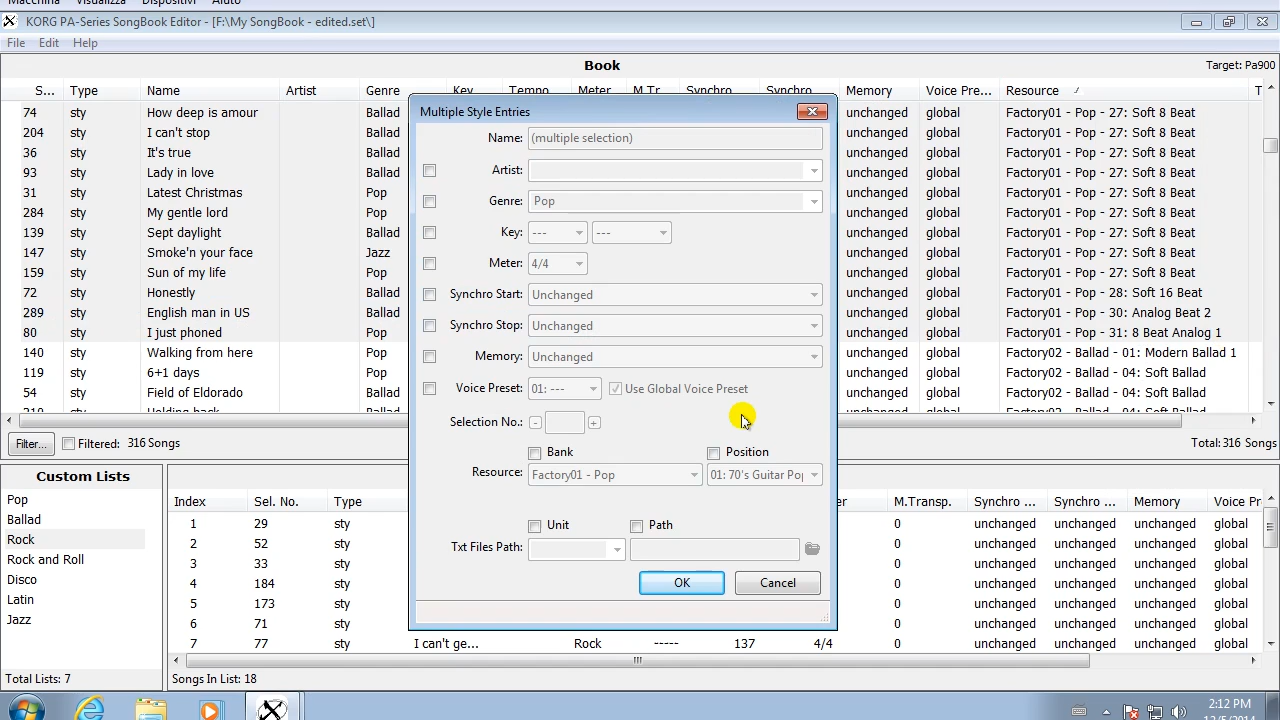 Macchina Visualizza Dispositivi Aiuto
KORG PA-Series SongBook Editor - [F:\My SongBook - edited.set\]
File Edit Help
Book
Target: Pa900
S... Type Name Artist Genre Key Tempo Meter M.Tr. Synchro Synchro Memory Voice Pre... Resource T
74 sty How deep is amour Ballad unchanged global Factory01 - Pop - 27: Soft 8 Beat
204 sty I can't stop Ballad unchanged global Factory01 - Pop - 27: Soft 8 Beat
36 sty It's true Ballad unchanged global Factory01 - Pop - 27: Soft 8 Beat
93 sty Lady in love Ballad unchanged global Factory01 - Pop - 27: Soft 8 Beat
31 sty Latest Christmas Pop unchanged global Factory01 - Pop - 27: Soft 8 Beat
284 sty My gentle lord Pop unchanged global Factory01 - Pop - 27: Soft 8 Beat
139 sty Sept daylight Ballad unchanged global Factory01 - Pop - 27: Soft 8 Beat
147 sty Smoke'n your face Jazz unchanged global Factory01 - Pop - 27: Soft 8 Beat
159 sty Sun of my life Pop unchanged global Factory01 - Pop - 27: Soft 8 Beat
72 sty Honestly Ballad unchanged global Factory01 - Pop - 28: Soft 16 Beat
289 sty English man in US Ballad unchanged global Factory01 - Pop - 30: Analog Beat 2
80 sty I just phoned Pop unchanged global Factory01 - Pop - 31: 8 Beat Analog 1
140 sty Walking from here Pop unchanged global Factory02 - Ballad - 01: Modern Ballad 1
119 sty 6+1 days Pop unchanged global Factory02 - Ballad - 04: Soft Ballad
54 sty Field of Eldorado Ballad unchanged global Factory02 - Ballad - 04: Soft Ballad
210 sty Holding back Ballad unchanged global Factory02 - Ballad - 04: Soft Ballad
Filter... Filtered: 316 Songs
Total: 316 Songs
Multiple Style Entries
Name: (multiple selection)
Artist:
Genre: Pop
Key: --- ---
Meter: 4/4
Synchro Start: Unchanged
Synchro Stop: Unchanged
Memory: Unchanged
Voice Preset: 01: --- Use Global Voice Preset
Selection No.: - +
Bank Position
Resource: Factory01 - Pop 01: 70's Guitar Po
Unit Path
Txt Files Path:
OK Cancel
Custom Lists
Pop
Ballad
Rock
Rock and Roll
Disco
Latin
Jazz
Total Lists: 7
Index Sel. No. Type M.Transp. Synchro ... Synchro ... Memory Voice Pr
1 29 sty 0 unchanged unchanged unchanged global
2 52 sty 0 unchanged unchanged unchanged global
3 33 sty 0 unchanged unchanged unchanged global
4 184 sty 0 unchanged unchanged unchanged global
5 173 sty 0 unchanged unchanged unchanged global
6 71 sty 0 unchanged unchanged unchanged global
7 77 sty I can't ge... Rock ----- 137 4/4 0 unchanged unchanged unchanged global
Songs In List: 18
2:12 PM
12/5/2014